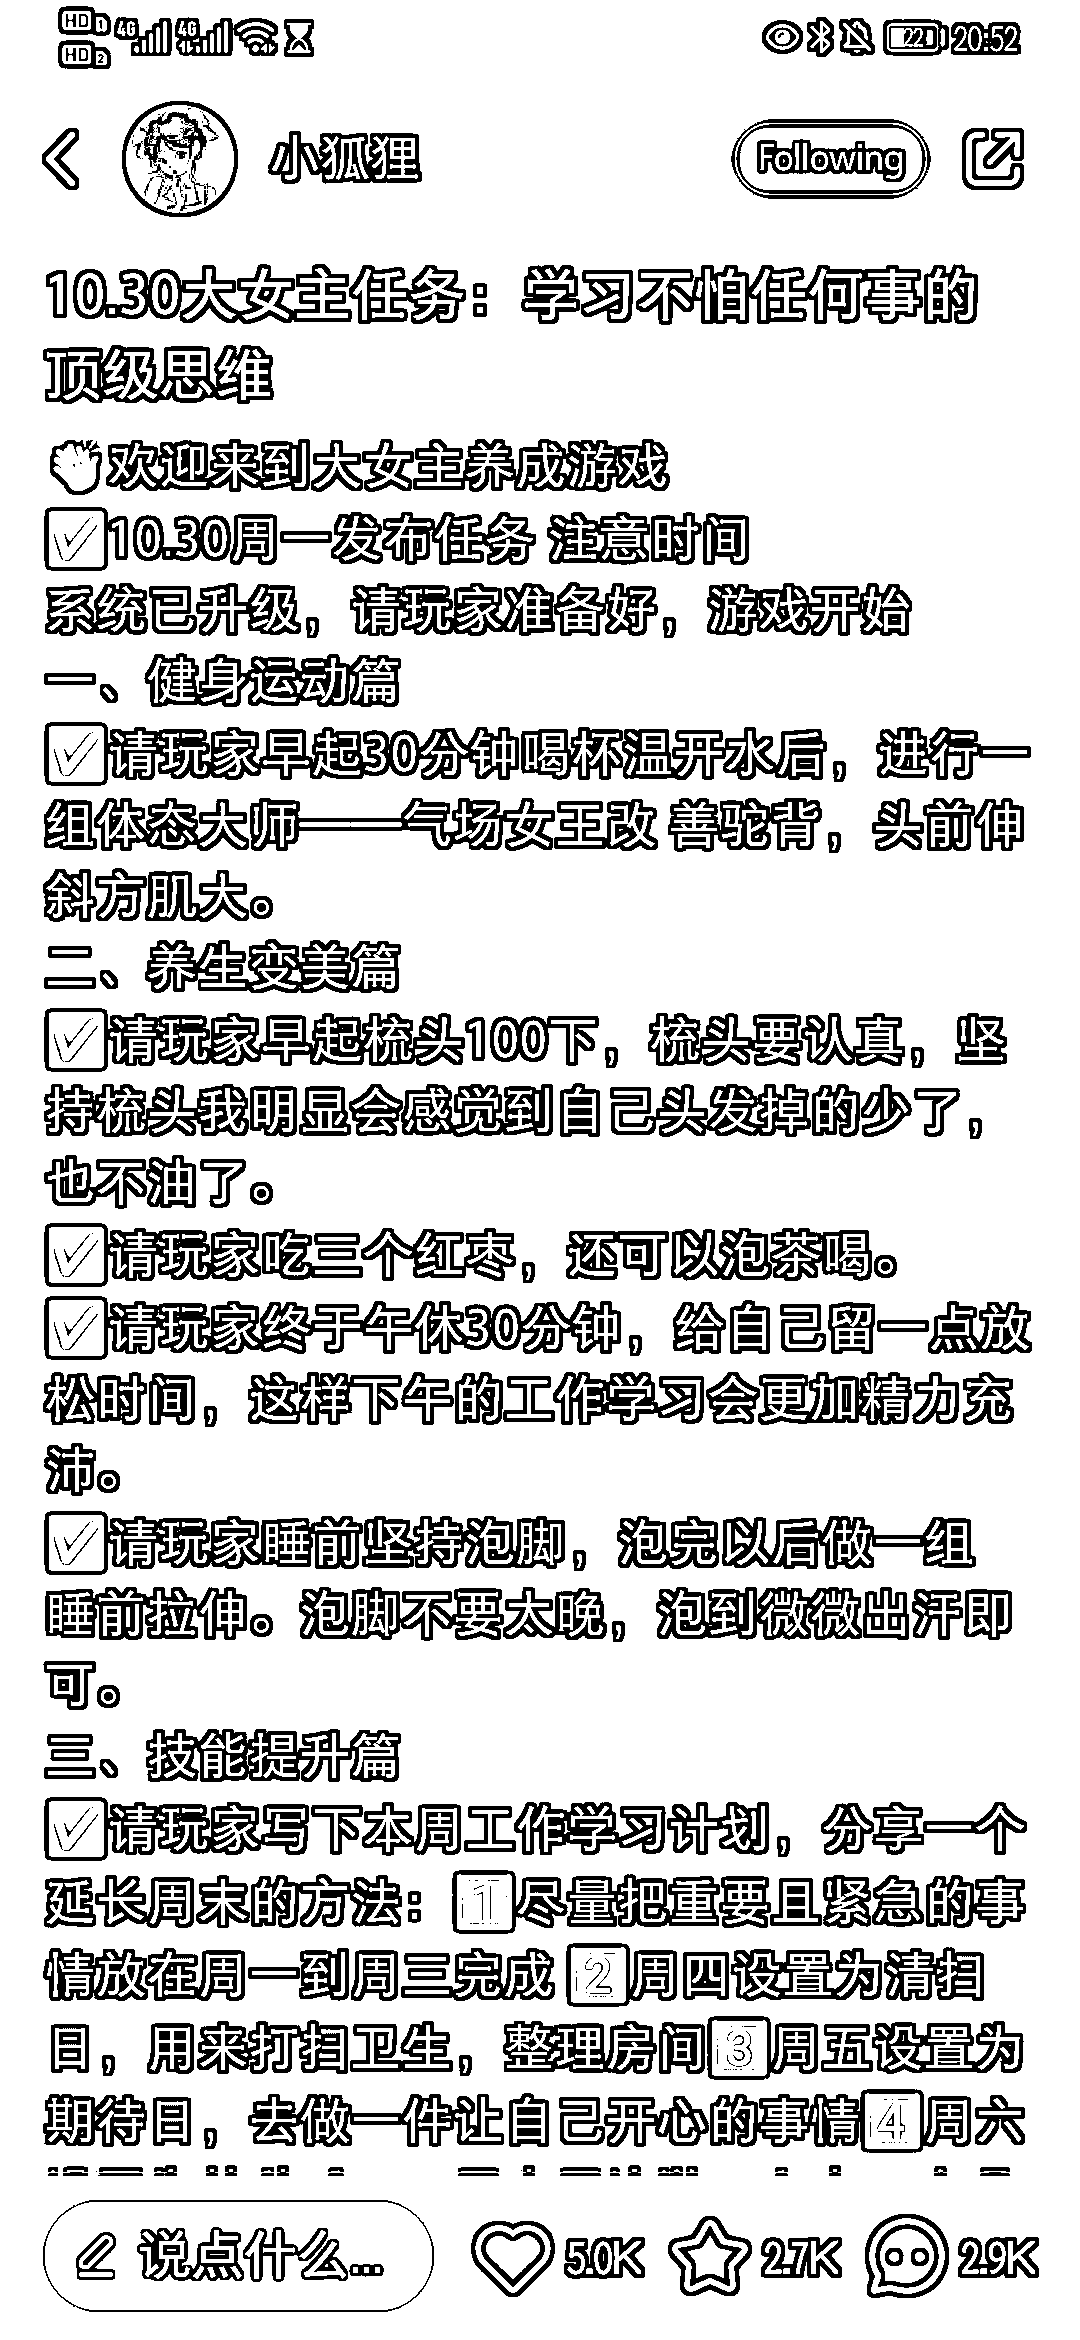 HD 1 4G 4G 22 20:52
HD 2
小狐狸 Following
10.30大女主任务：学习不怕任何事的
顶级思维
👏欢迎来到大女主养成游戏
✅10.30周一发布任务 注意时间
系统已升级，请玩家准备好，游戏开始
一、健身运动篇
✅请玩家早起30分钟喝杯温开水后，进行一
组体态大师——气场女王改 善驼背，头前伸
斜方肌大。
二、养生变美篇
✅请玩家早起梳头100下，梳头要认真，坚
持梳头我明显会感觉到自己头发掉的少了，
也不油了。
✅请玩家吃三个红枣，还可以泡茶喝。
✅请玩家终于午休30分钟，给自己留一点放
松时间，这样下午的工作学习会更加精力充
沛。
✅请玩家睡前坚持泡脚，泡完以后做一组
睡前拉伸。泡脚不要太晚，泡到微微出汗即
可。
三、技能提升篇
✅请玩家写下本周工作学习计划，分享一个
延长周末的方法：1️⃣尽量把重要且紧急的事
情放在周一到周三完成 2️⃣周四设置为清扫
日，用来打扫卫生，整理房间3️⃣周五设置为
期待日，去做一件让自己开心的事情4️⃣周六
说点什么... 5.0K 2.7K 2.9K